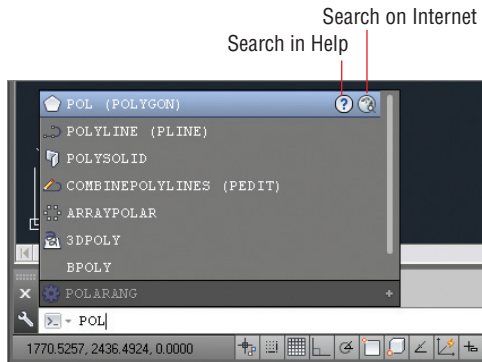 Search on Internet
Search in Help
POL (POLYGON)
POLYLINE (PLINE)
POLYSOLID
COMBINEPOLYLINES (PEDIT)
ARRAYPOLAR
3DPOLY
BPOLY
POLARANG +
POL
1770.5257, 2436.4924, 0.0000